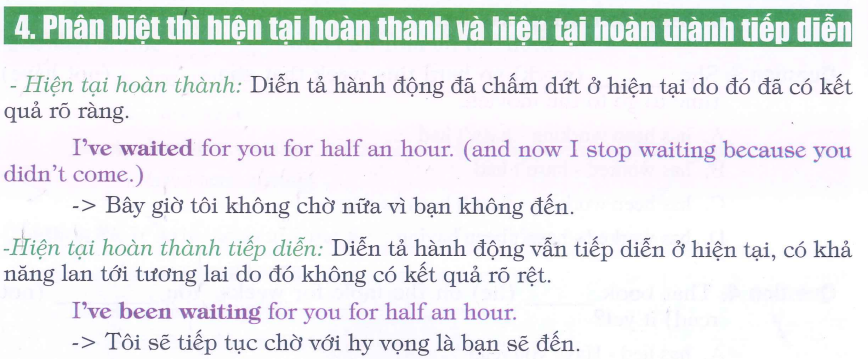 4. Phân biệt thì hiện tại hoàn thành và hiện tại hoàn thành tiếp diễn
- Hiện tại hoàn thành: Diễn tả hành động đã chấm dứt ở hiện tại do đó đã có kết
quả rõ ràng.
I've waited for you for half an hour. (and now I stop waiting because you
didn't come.)
-> Bây giờ tôi không chờ nữa vì bạn không đến.
-Hiện tại hoàn thành tiếp diễn: Diễn tả hành động vẫn tiếp diễn ở hiện tại, có khả
năng lan tới tương lai do đó không có kết quả rõ rệt.
I've been waiting for you for half an hour.
-> Tôi sẽ tiếp tục chờ với hy vọng là bạn sẽ đến.